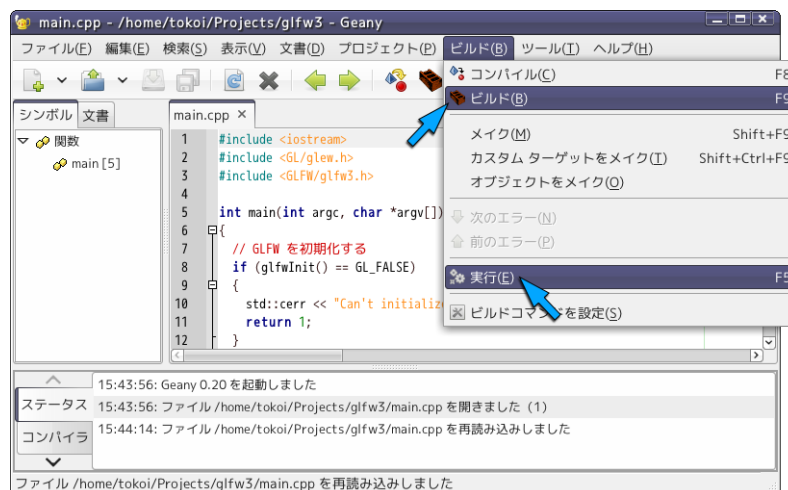 main.cpp - /home/tokoi/Projects/glfw3 - Geany
ファイル(F) 編集(E) 検索(S) 表示(V) 文書(D) プロジェクト(P) ビルド(B) ツール(T) ヘルプ(H)
コンパイル(C) F8
ビルド(B) F9
メイク(M) Shift+F9
カスタム ターゲットをメイク(T) Shift+Ctrl+F9
オブジェクトをメイク(O)
次のエラー(N)
前のエラー(P)
実行(E) F5
ビルドコマンドを設定(S)
シンボル 文書
関数
main [5]
main.cpp ×
1 #include <iostream>
2 #include <GL/glew.h>
3 #include <GLFW/glfw3.h>
4
5 int main(int argc, char *argv[])
6 {
7 // GLFW を初期化する
8 if (glfwInit() == GL_FALSE)
9 {
10 std::cerr << "Can't initialize
11 return 1;
12 }
ステータス
コンパイラ
15:43:56: Geany 0.20 を起動しました
15:43:56: ファイル /home/tokoi/Projects/glfw3/main.cpp を開きました (1)
15:44:14: ファイル /home/tokoi/Projects/glfw3/main.cpp を再読み込みしました
ファイル /home/tokoi/Projects/glfw3/main.cpp を再読み込みしました